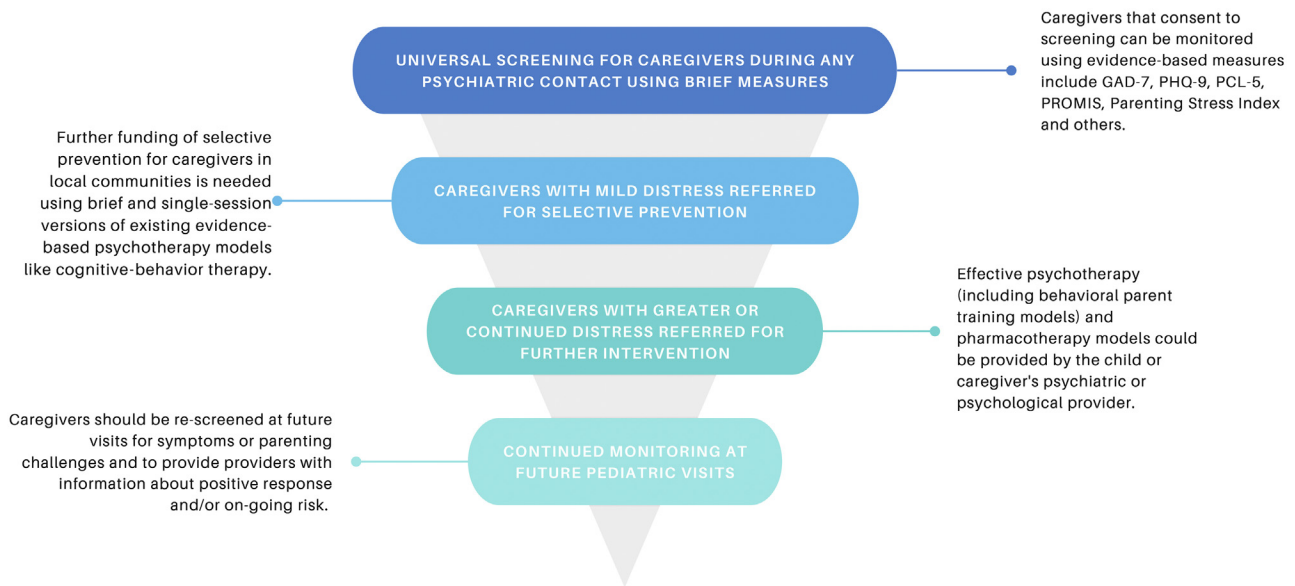 UNIVERSAL SCREENING FOR CAREGIVERS DURING ANY
PSYCHIATRIC CONTACT USING BRIEF MEASURES
Caregivers that consent to
screening can be monitored
using evidence-based measures
include GAD-7, PHQ-9, PCL-5,
PROMIS, Parenting Stress Index
and others.
Further funding of selective
prevention for caregivers in
local communities is needed
using brief and single-session
versions of existing evidence-
based psychotherapy models
like cognitive-behavior therapy.
CAREGIVERS WITH MILD DISTRESS REFERRED
FOR SELECTIVE PREVENTION
CAREGIVERS WITH GREATER OR
CONTINUED DISTRESS REFERRED FOR
FURTHER INTERVENTION
Effective psychotherapy
(including behavioral parent
training models) and
pharmacotherapy models could
be provided by the child or
caregiver's psychiatric or
psychological provider.
Caregivers should be re-screened at future
visits for symptoms or parenting
challenges and to provide providers with
information about positive response
and/or on-going risk.
CONTINUED MONITORING AT
FUTURE PEDIATRIC VISITS